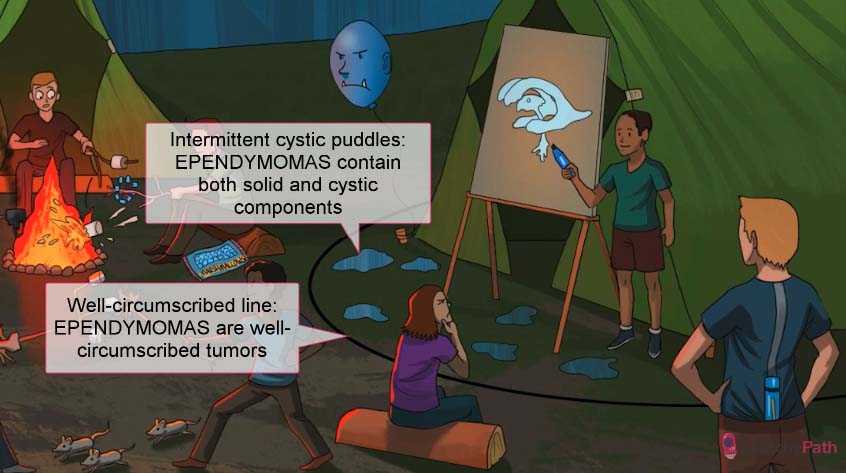 Intermittent cystic puddles:
EPENDYMOMAS contain
both solid and cystic
components
MARSHMALLOWS
Well-circumscribed line:
EPENDYMOMAS are well-
circumscribed tumors
Path